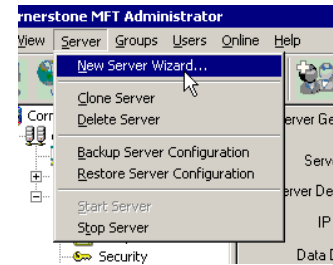 rnerstone MFT Administrator
View Server Groups Users Online Help
New Server Wizard...
Clone Server
Corr
Delete Server
erver Ge
Backup Server Configuration
Serv
Restore Server Configuration
erver De
Start Server
IP
Stop Server
Security
Data D